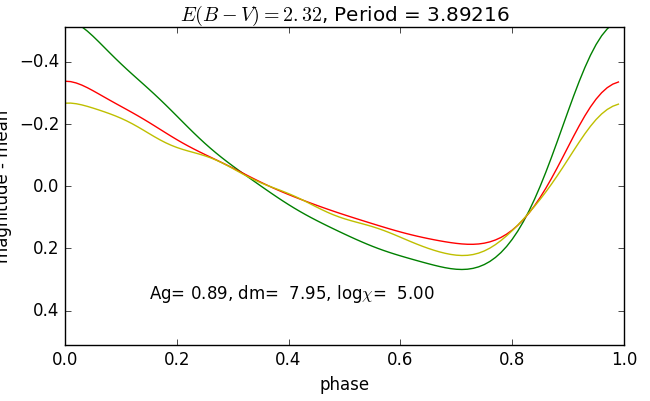 E(B − V) = 2.32, Period = 3.89216
magnitude - mean
−0.4
−0.2
0.0
0.2
0.4
Ag= 0.89, dm=  7.95, logχ=  5.00
0.0 0.2 0.4 0.6 0.8 1.0
phase